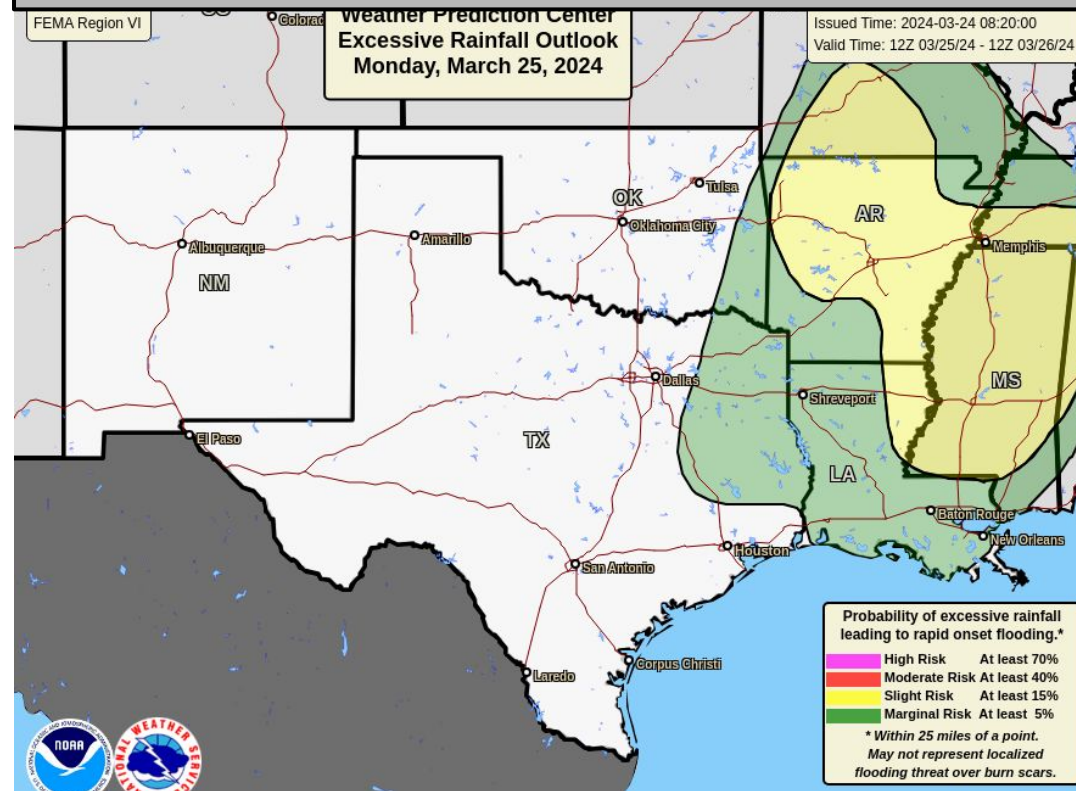 FEMA Region VI
Weather Prediction Center
Excessive Rainfall Outlook
Monday, March 25, 2024
Issued Time: 2024-03-24 08:20:00
Valid Time: 12Z 03/25/24 - 12Z 03/26/24
Colorad
Tulsa
OK
Oklahoma City
AR
Memphis
Albuquerque
Amarillo
NM
Dallas
MS
Shreveport
El Paso
TX
LA
Baton Rouge
New Orleans
Houston
San Antonio
Laredo
Corpus Christi
Probability of excessive rainfall
leading to rapid onset flooding.*
High Risk At least 70%
Moderate Risk At least 40%
Slight Risk At least 15%
Marginal Risk At least 5%
* Within 25 miles of a point.
May not represent localized
flooding threat over burn scars.
NOAA
NATIONAL WEATHER SERVICE